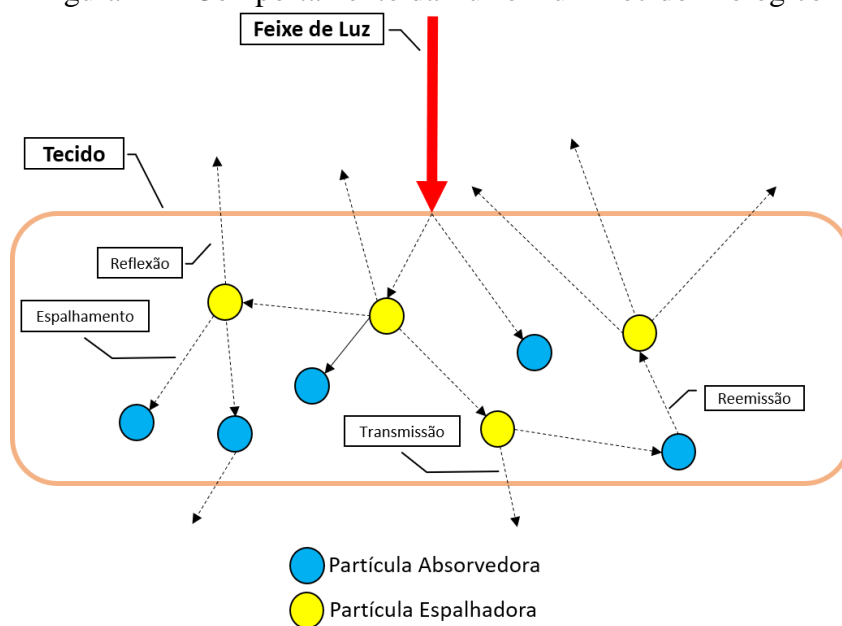 Feixe de Luz
Tecido
Reflexão
Espalhamento
Reemissão
Transmissão
Partícula Absorvedora
Partícula Espalhadora